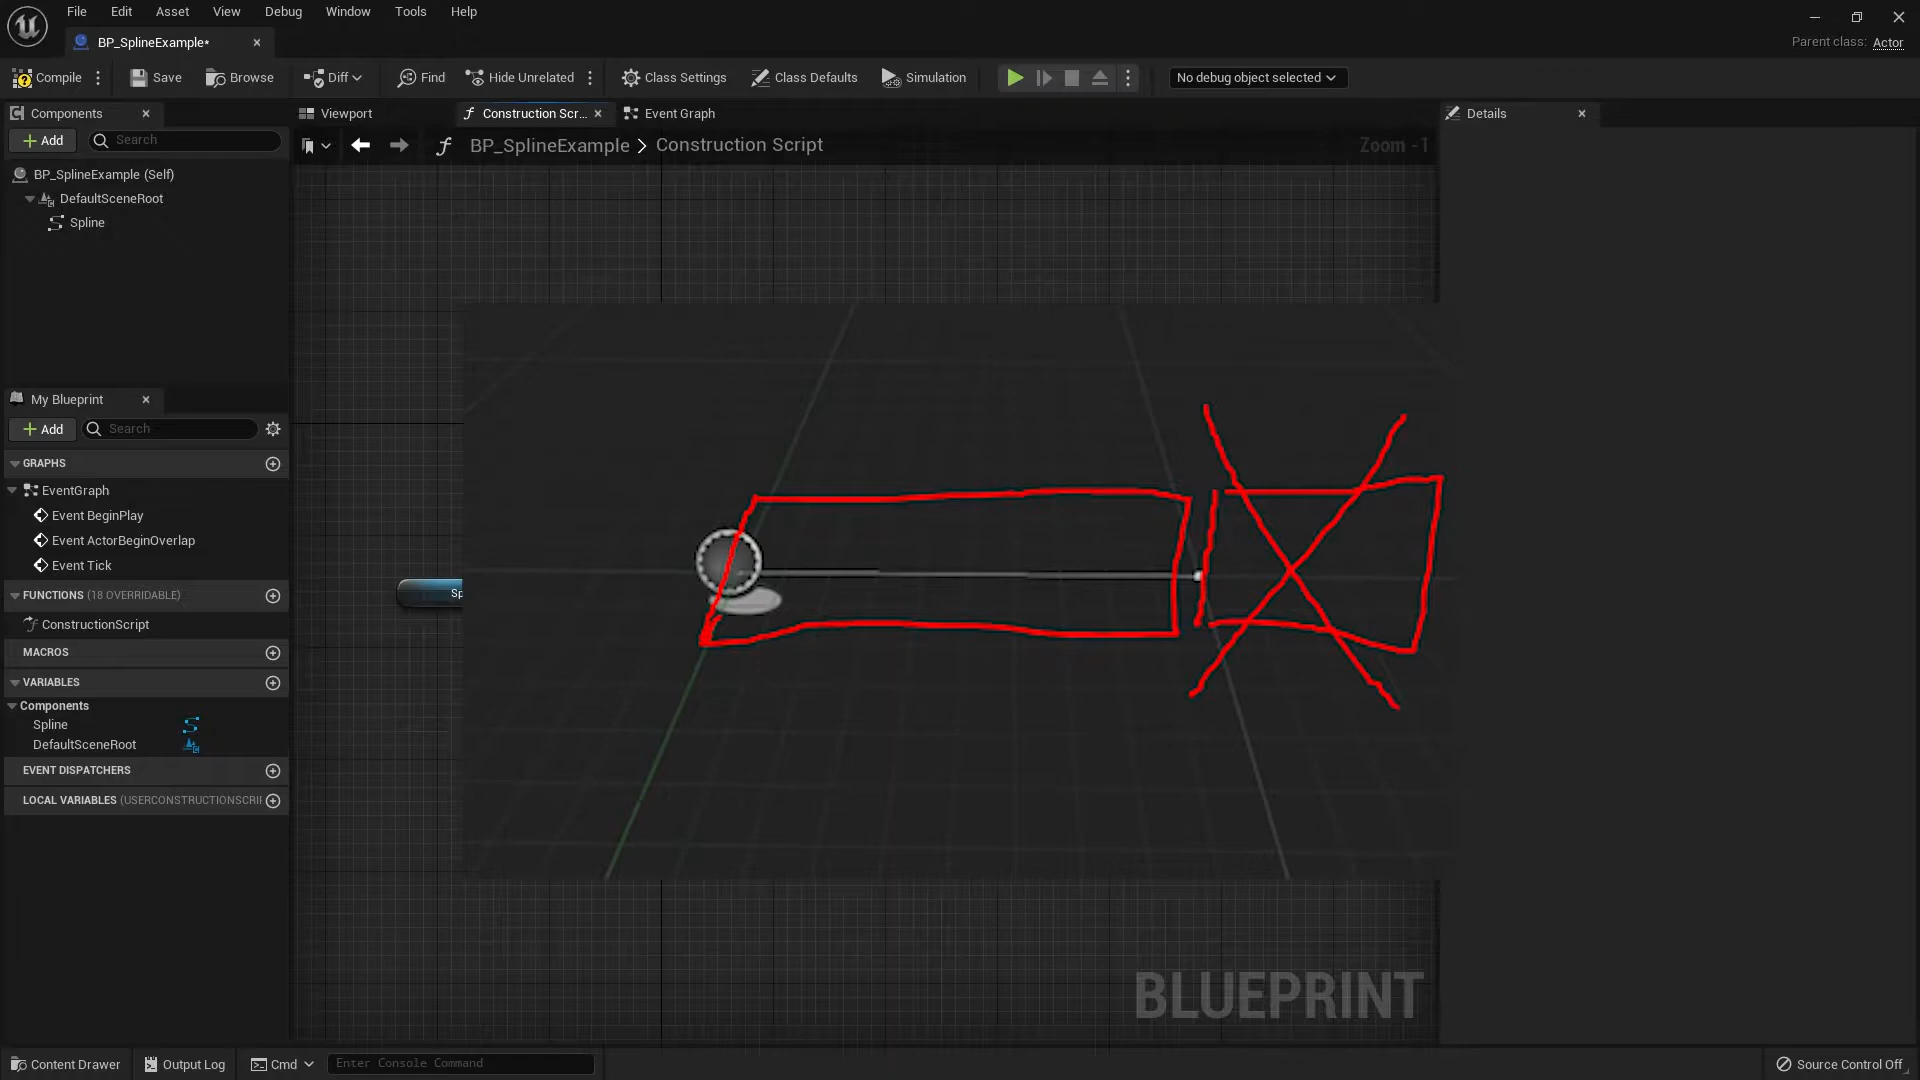 File Edit Asset View Debug Window Tools Help
BP_SplineExample*
Parent class: Actor
Compile Save Browse Diff Find Hide Unrelated Class Settings Class Defaults Simulation No debug object selected
Components
Viewport Construction Scr... Event Graph
Details
Add Search
BP_SplineExample > Construction Script
Zoom -1
BP_SplineExample (Self)
DefaultSceneRoot
Spline
My Blueprint
Add Search
GRAPHS
EventGraph
Event BeginPlay
Event ActorBeginOverlap
Event Tick
Sp
FUNCTIONS (18 OVERRIDABLE)
ConstructionScript
MACROS
VARIABLES
Components
Spline
DefaultSceneRoot
EVENT DISPATCHERS
LOCAL VARIABLES (USERCONSTRUCTIONSCRI
BLUEPRINT
Content Drawer Output Log Cmd Enter Console Command
Source Control Off